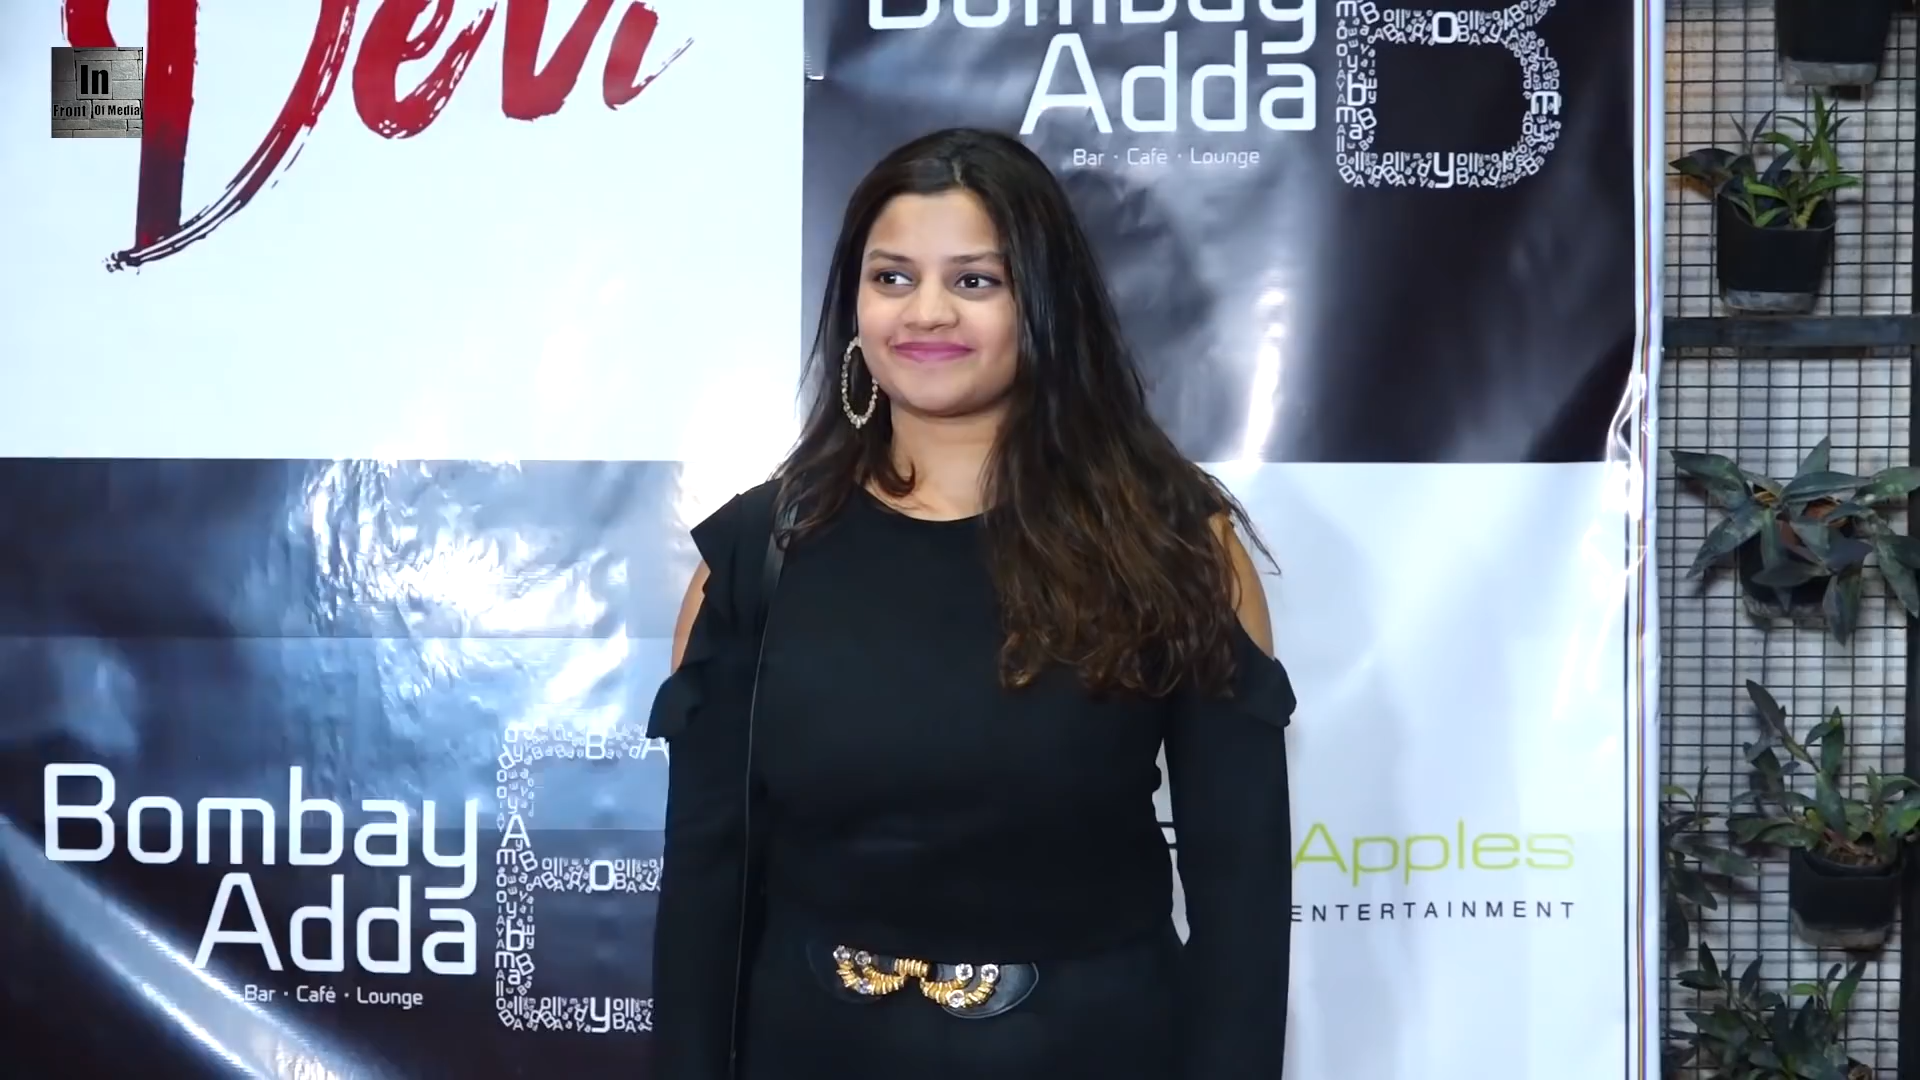 In
Front Of Media
Devi
Bombay
Adda
Bar · Café · Lounge
Bombay
Adda
Bar · Café · Lounge
Apples
ENTERTAINMENT